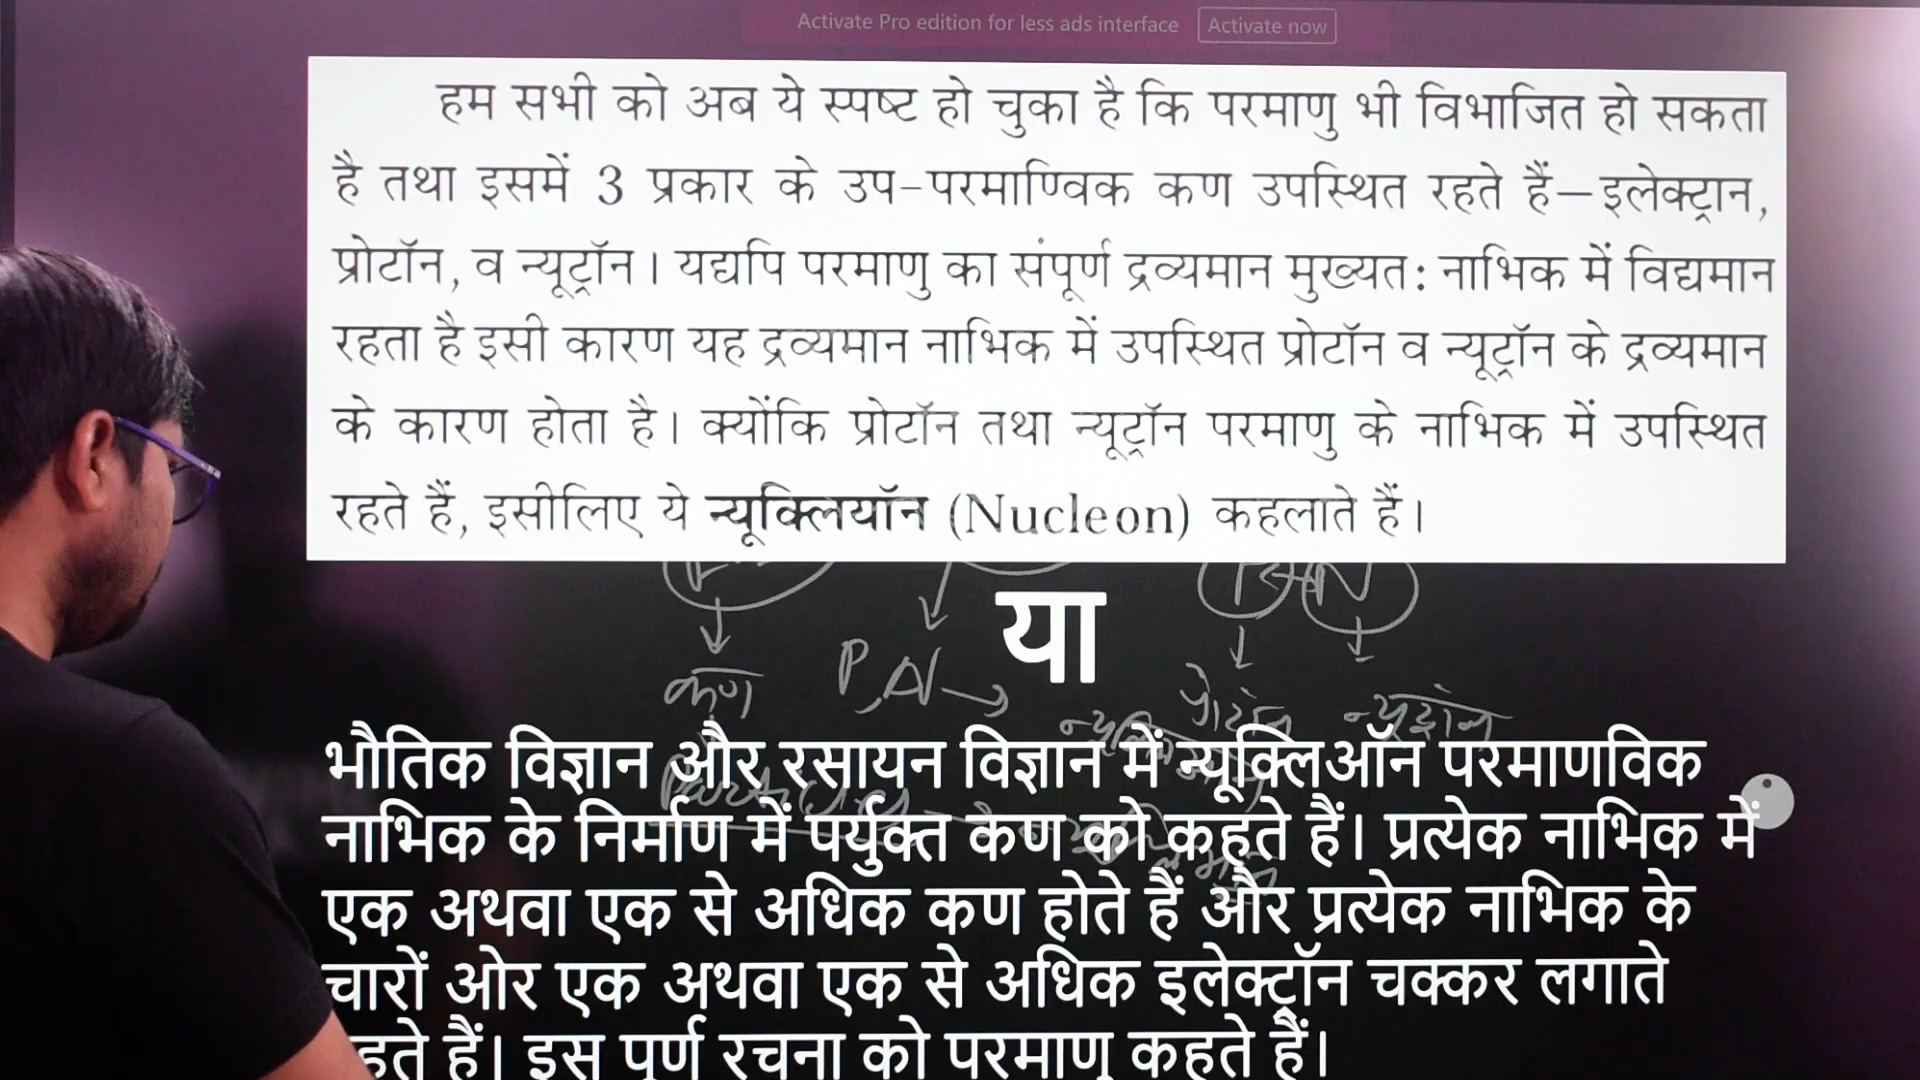 Activate Pro edition for less ads interface Activate now
हम सभी को अब ये स्पष्ट हो चुका है कि परमाणु भी विभाजित हो सकता
है तथा इसमें 3 प्रकार के उप-परमाण्विक कण उपस्थित रहते हैं—इलेक्ट्रान,
प्रोटॉन, व न्यूट्रॉन। यद्यपि परमाणु का संपूर्ण द्रव्यमान मुख्यत: नाभिक में विद्यमान
रहता है इसी कारण यह द्रव्यमान नाभिक में उपस्थित प्रोटॉन व न्यूट्रॉन के द्रव्यमान
के कारण होता है। क्योंकि प्रोटॉन तथा न्यूट्रॉन परमाणु के नाभिक में उपस्थित
रहते हैं, इसीलिए ये न्यूक्लियॉन (Nucleon) कहलाते हैं।
या
कण P,N प्रोटॉन न्यूट्रॉन
भौतिक विज्ञान और रसायन विज्ञान में न्यूक्लिऑन परमाणविक
नाभिक के निर्माण में पर्युक्त कण को कहते हैं। प्रत्येक नाभिक में
एक अथवा एक से अधिक कण होते हैं और प्रत्येक नाभिक के
चारों ओर एक अथवा एक से अधिक इलेक्ट्रॉन चक्कर लगाते
हते हैं। इस पूर्ण रचना को परमाणु कहते हैं।